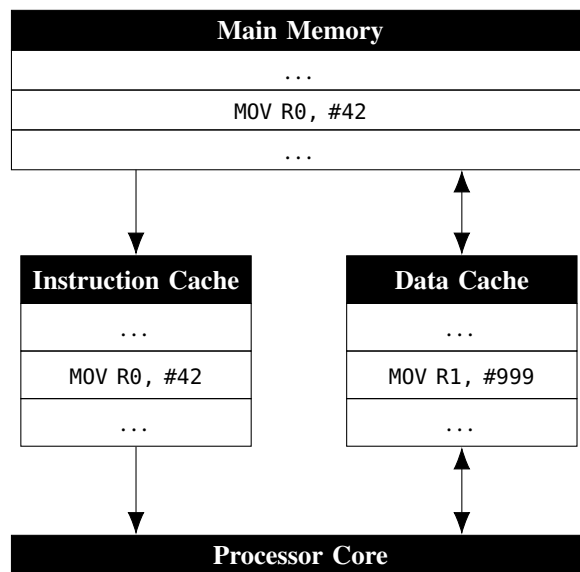 Main Memory
...
MOV R0, #42
...
Instruction Cache
...
MOV R0, #42
...
Data Cache
...
MOV R1, #999
...
Processor Core